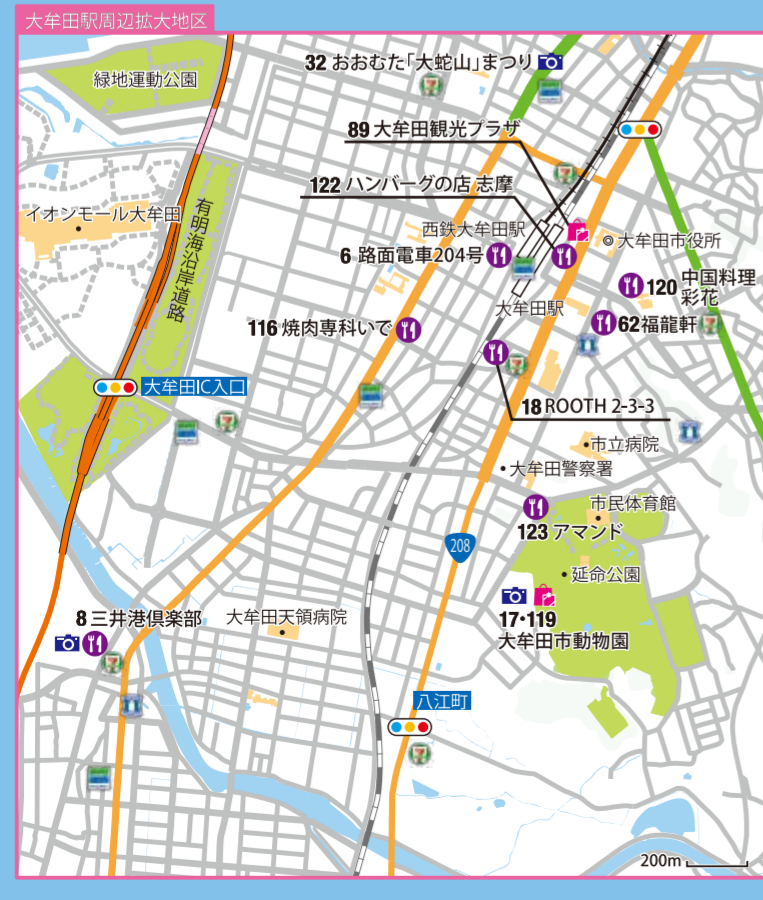 大牟田駅周辺拡大地区
緑地運動公園
32 おおむた「大蛇山」まつり
89 大牟田観光プラザ
122 ハンバーグの店 志摩
イオンモール大牟田
有明海沿岸道路
西鉄大牟田駅
大牟田市役所
6 路面電車204号
120 中国料理
彩花
大牟田駅
116 焼肉専科いで
62 福龍軒
大牟田IC入口
18 ROOTH 2-3-3
市立病院
大牟田警察署
市民体育館
123 アマンド
208
延命公園
17・119
大牟田市動物園
8 三井港倶楽部
大牟田天領病院
八江町
200m